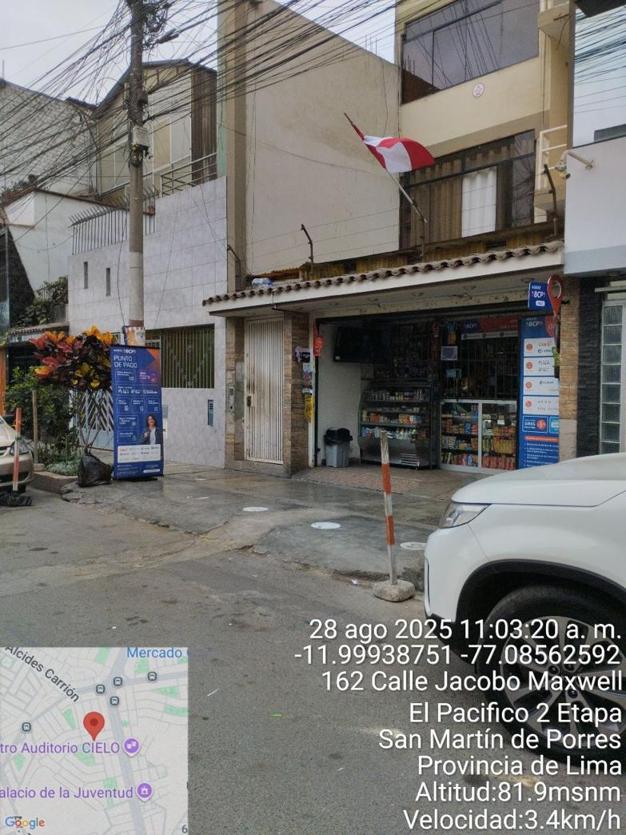 BCP
BCP
PUNTO
DE PAGO
28 ago 2025 11:03:20 a. m.
-11.99938751 -77.08562592
162 Calle Jacobo Maxwell
El Pacifico 2 Etapa
San Martín de Porres
Provincia de Lima
Altitud:81.9msnm
Velocidad:3.4km/h
Alcides Carrión
Mercado
tro Auditorio CIELO
alacio de la Juventud
Google